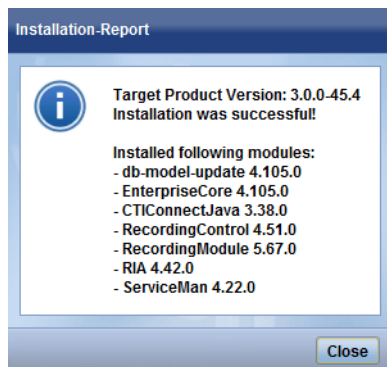 Installation-Report
Target Product Version: 3.0.0-45.4
Installation was successful!
Installed following modules:
- db-model-update 4.105.0
- EnterpriseCore 4.105.0
- CTIConnectJava 3.38.0
- RecordingControl 4.51.0
- RecordingModule 5.67.0
- RIA 4.42.0
- ServiceMan 4.22.0
Close